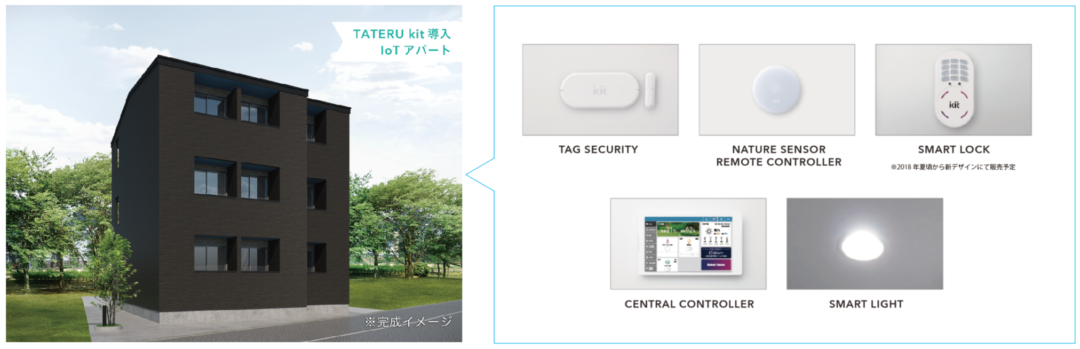 TATERU kit 導入
IoT アパート
※完成イメージ
kit
TAG SECURITY
NATURE SENSOR
REMOTE CONTROLLER
kit
SMART LOCK
※2018 年夏頃から新デザインにて販売予定
CENTRAL CONTROLLER
SMART LIGHT